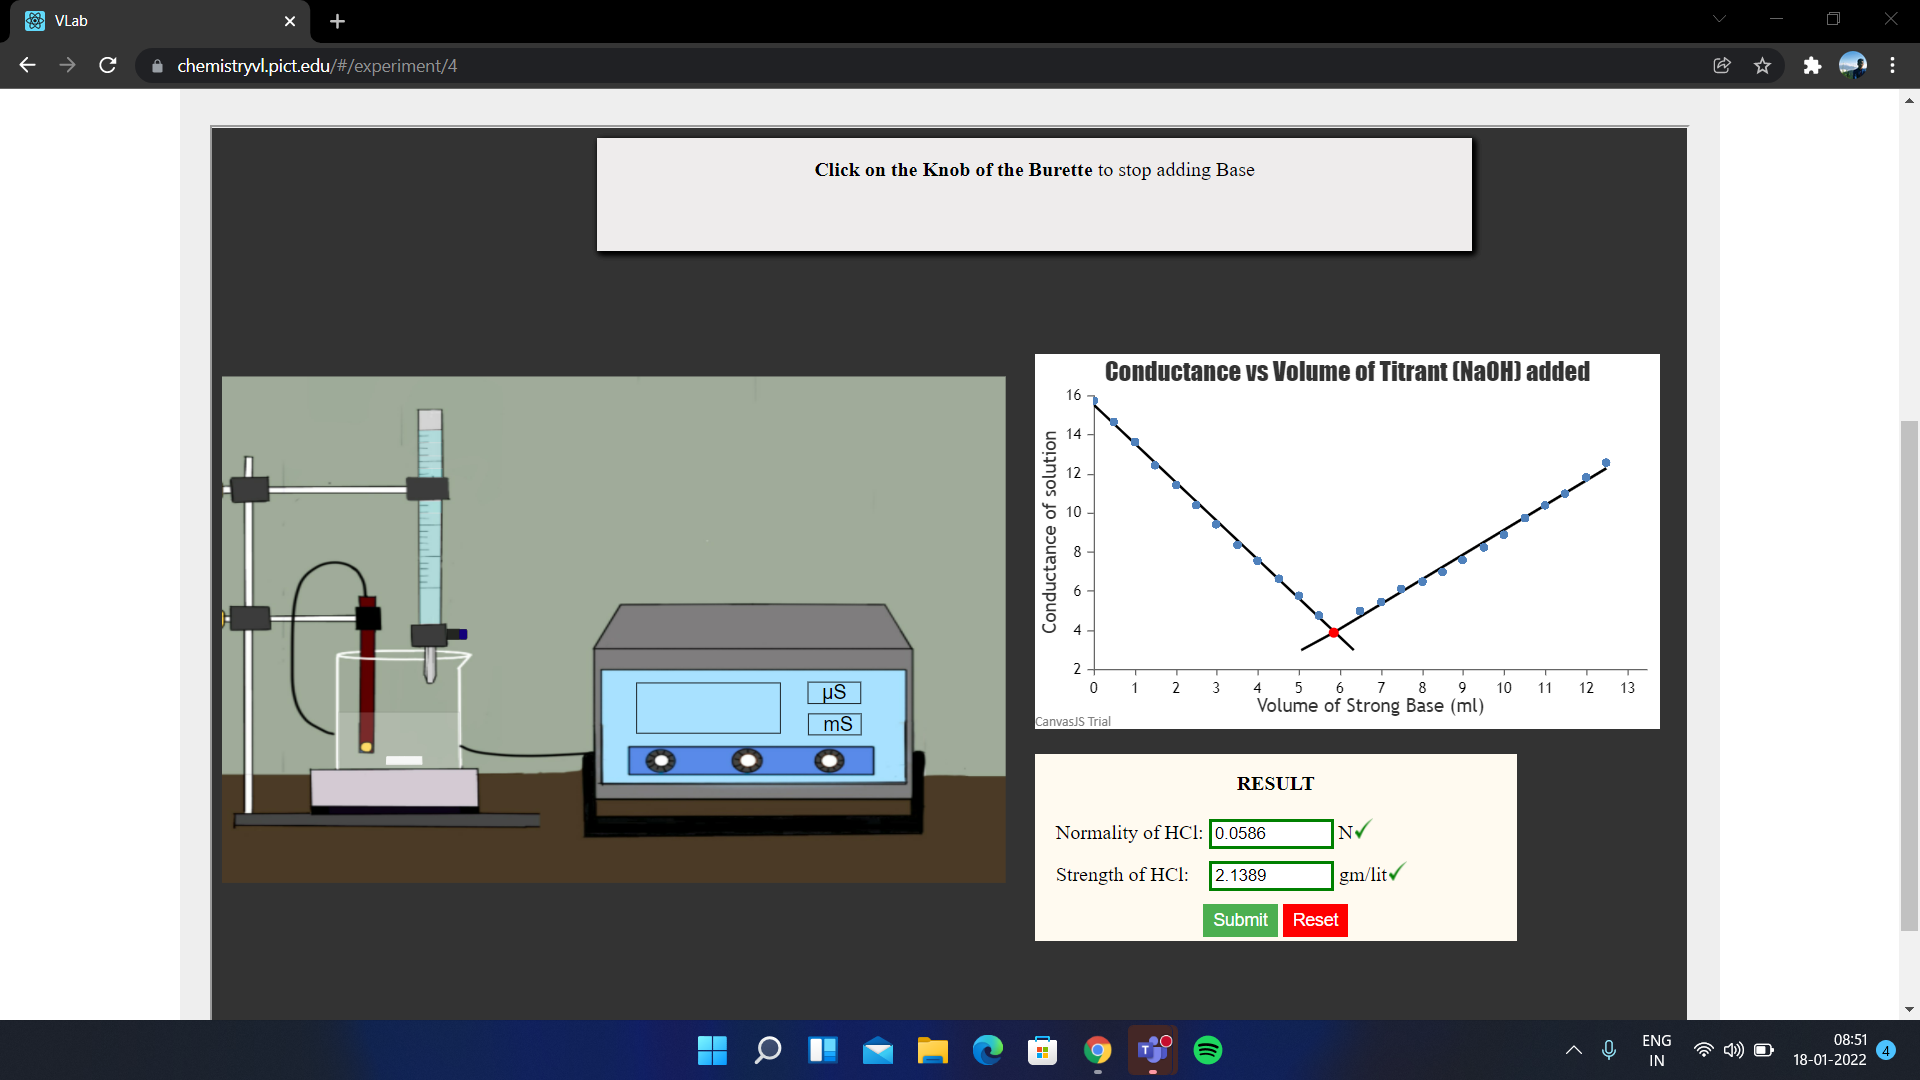 VLab
chemistryvl.pict.edu/#/experiment/4
Click on the Knob of the Burette to stop adding Base
µS
mS
Conductance vs Volume of Titrant (NaOH) added
Conductance of solution
16
14
12
10
8
6
4
2
0 1 2 3 4 5 6 7 8 9 10 11 12 13
Volume of Strong Base (ml)
CanvasJS Trial
RESULT
Normality of HCl: 0.0586 N
Strength of HCl: 2.1389 gm/lit
Submit Reset
ENG
IN
08:51
18-01-2022
4